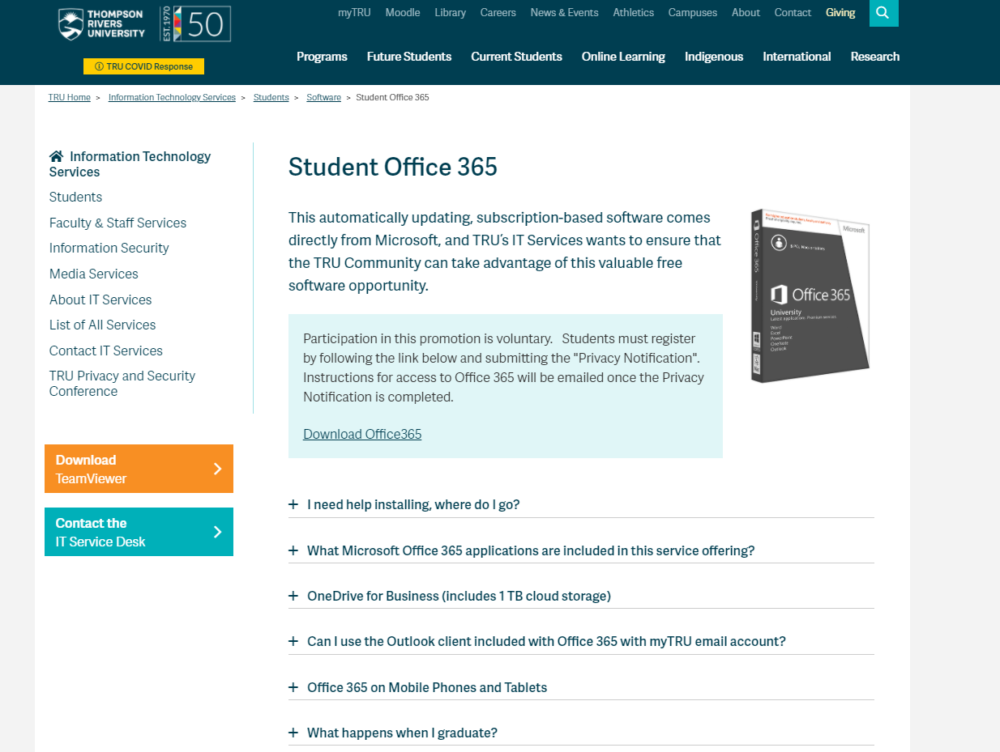 THOMPSON
RIVERS
UNIVERSITY
EST. 1970
50
TRU COVID Response
myTRU Moodle Library Careers News & Events Athletics Campuses About Contact Giving
Programs Future Students Current Students Online Learning Indigenous International Research
TRU Home > Information Technology Services > Students > Software > Student Office 365
Information Technology
Services
Students
Faculty & Staff Services
Information Security
Media Services
About IT Services
List of All Services
Contact IT Services
TRU Privacy and Security
Conference
Download
TeamViewer
Contact the
IT Service Desk
Student Office 365
This automatically updating, subscription-based software comes
directly from Microsoft, and TRU's IT Services wants to ensure that
the TRU Community can take advantage of this valuable free
software opportunity.
Microsoft
Office 365
Office 365
University
Word
Excel
PowerPoint
OneNote
Outlook
Participation in this promotion is voluntary. Students must register
by following the link below and submitting the "Privacy Notification".
Instructions for access to Office 365 will be emailed once the Privacy
Notification is completed.
Download Office365
+ I need help installing, where do I go?
+ What Microsoft Office 365 applications are included in this service offering?
+ OneDrive for Business (includes 1 TB cloud storage)
+ Can I use the Outlook client included with Office 365 with myTRU email account?
+ Office 365 on Mobile Phones and Tablets
+ What happens when I graduate?